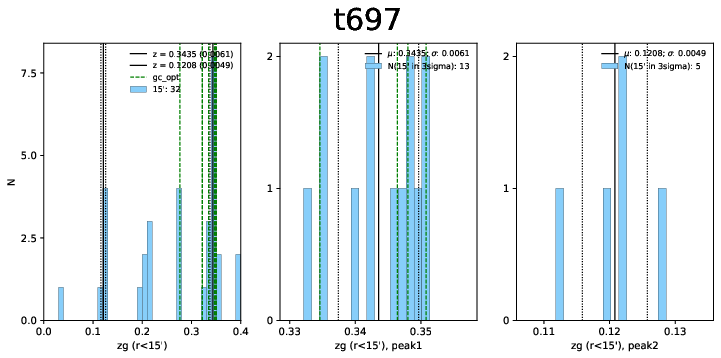 t697
z = 0.3435 (0.0061)
z = 0.1208 (0.0049)
gc_opt
15': 32
N
8.5
5.0
2.5
0.0
0.0 0.1 0.2 0.3 0.4
zg (r<15')
μ: 0.3435; σ: 0.0061
N(15' in 3sigma): 13
2
1
0
0.33 0.34 0.35
zg (r<15'), peak1
μ: 0.1208; σ: 0.0049
N(15' in 3sigma): 5
2
1
0
0.11 0.12 0.13
zg (r<15'), peak2